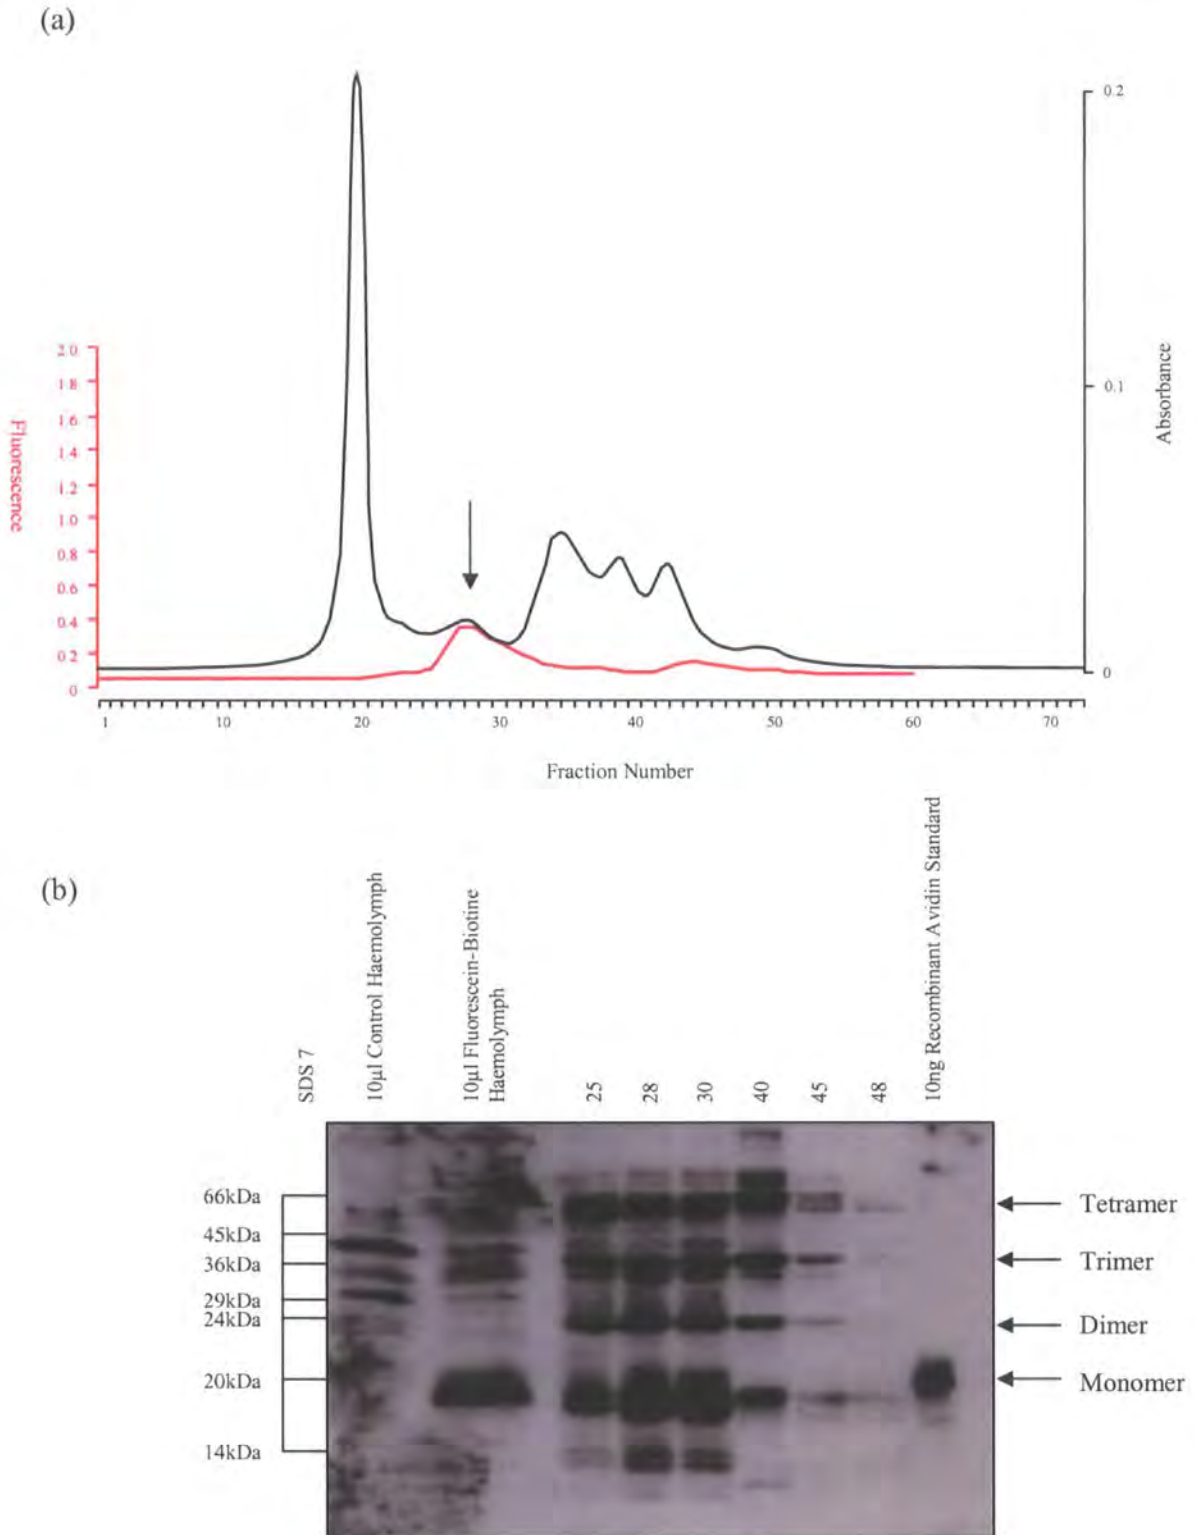 (a)
0.2
0.1
0
Absorbance
2.0
1.8
1.6
1.4
1.2
1.0
0.8
0.6
0.4
0.2
0
Fluorescence
1 10 20 30 40 50 60 70
Fraction Number
(b)
SDS 7
10µl Control Haemolymph
10µl Fluorescein-Biotine
Haemolymph
25
28
30
40
45
48
10ng Recombinant Avidin Standard
66kDa
45kDa
36kDa
29kDa
24kDa
20kDa
14kDa
Tetramer
Trimer
Dimer
Monomer